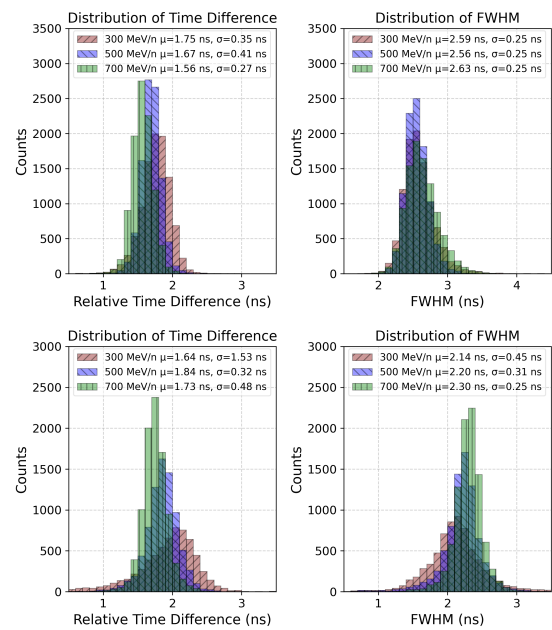 Distribution of Time Difference
3500
3000
2500
2000
1500
1000
500
0
Counts
300 MeV/n μ=1.75 ns, σ=0.35 ns
500 MeV/n μ=1.67 ns, σ=0.41 ns
700 MeV/n μ=1.56 ns, σ=0.27 ns
1 2 3
Relative Time Difference (ns)
Distribution of FWHM
3500
3000
2500
2000
1500
1000
500
0
Counts
300 MeV/n μ=2.59 ns, σ=0.25 ns
500 MeV/n μ=2.56 ns, σ=0.25 ns
700 MeV/n μ=2.63 ns, σ=0.25 ns
2 3 4
FWHM (ns)
Distribution of Time Difference
3000
2500
2000
1500
1000
500
0
Counts
300 MeV/n μ=1.64 ns, σ=1.53 ns
500 MeV/n μ=1.84 ns, σ=0.32 ns
700 MeV/n μ=1.73 ns, σ=0.48 ns
1 2 3
Relative Time Difference (ns)
Distribution of FWHM
3000
2500
2000
1500
1000
500
0
Counts
300 MeV/n μ=2.14 ns, σ=0.45 ns
500 MeV/n μ=2.20 ns, σ=0.31 ns
700 MeV/n μ=2.30 ns, σ=0.25 ns
1 2 3
FWHM (ns)